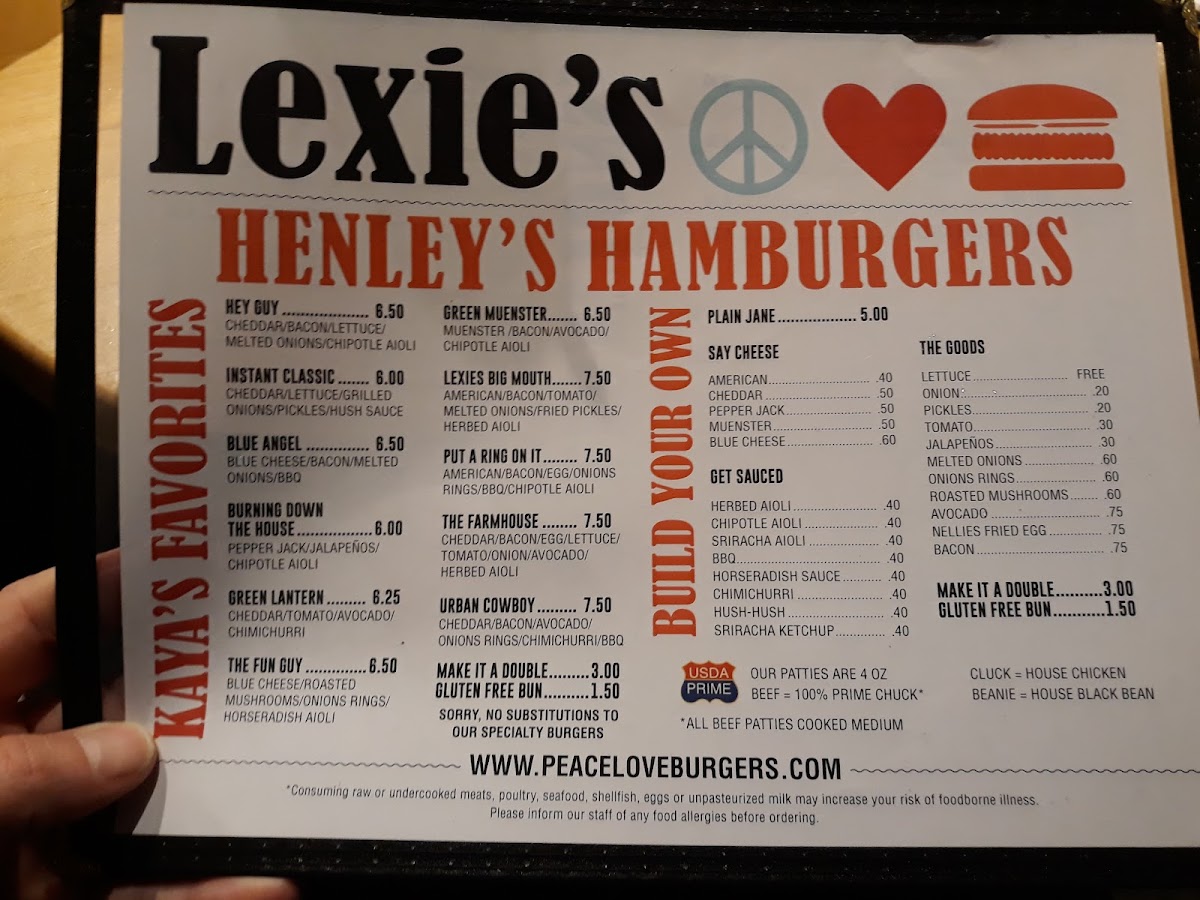 Lexie's
HENLEY'S HAMBURGERS
KAYA'S FAVORITES
HEY GUY .................... 6.50
CHEDDAR/BACON/LETTUCE/
MELTED ONIONS/CHIPOTLE AIOLI
INSTANT CLASSIC ....... 6.00
CHEDDAR/LETTUCE/GRILLED
ONIONS/PICKLES/HUSH SAUCE
BLUE ANGEL .............. 6.50
BLUE CHEESE/BACON/MELTED
ONIONS/BBQ
BURNING DOWN
THE HOUSE.................6.00
PEPPER JACK/JALAPEÑOS/
CHIPOTLE AIOLI
GREEN LANTERN ......... 6.25
CHEDDAR/TOMATO/AVOCADO/
CHIMICHURRI
THE FUN GUY ..............6.50
BLUE CHEESE/ROASTED
MUSHROOMS/ONIONS RINGS/
HORSERADISH AIOLI
GREEN MUENSTER....... 6.50
MUENSTER /BACON/AVOCADO/
CHIPOTLE AIOLI
LEXIES BIG MOUTH.......7.50
AMERICAN/BACON/TOMATO/
MELTED ONIONS/FRIED PICKLES/
HERBED AIOLI
PUT A RING ON IT........ 7.50
AMERICAN/BACON/EGG/ONIONS
RINGS/BBQ/CHIPOTLE AIOLI
THE FARMHOUSE ........ 7.50
CHEDDAR/BACON/EGG/LETTUCE/
TOMATO/ONION/AVOCADO/
HERBED AIOLI
URBAN COWBOY ......... 7.50
CHEDDAR/BACON/AVOCADO/
ONIONS RINGS/CHIMICHURRI/BBQ
MAKE IT A DOUBLE.........3.00
GLUTEN FREE BUN..........1.50
SORRY, NO SUBSTITUTIONS TO
OUR SPECIALTY BURGERS
BUILD YOUR OWN
PLAIN JANE .................. 5.00
SAY CHEESE
AMERICAN............................ .40
CHEDDAR ............................ .50
PEPPER JACK....................... .50
MUENSTER.......................... .50
BLUE CHEESE....................... .60
GET SAUCED
HERBED AIOLI ....................... .40
CHIPOTLE AIOLI .................... .40
SRIRACHA AIOLI ................... .40
BBQ..................................... .40
HORSERADISH SAUCE .......... .40
CHIMICHURRI ...................... .40
HUSH-HUSH ........................ .40
SRIRACHA KETCHUP............. .40
THE GOODS
LETTUCE .......................... FREE
ONION................................. .20
PICKLES............................... .20
TOMATO............................... .30
JALAPEÑOS .......................... .30
MELTED ONIONS ................... .60
ONIONS RINGS...................... .60
ROASTED MUSHROOMS........ .60
AVOCADO ............................. .75
NELLIES FRIED EGG ............... .75
BACON................................. .75
MAKE IT A DOUBLE..........3.00
GLUTEN FREE BUN...........1.50
USDA
PRIME
OUR PATTIES ARE 4 OZ
BEEF = 100% PRIME CHUCK*
CLUCK = HOUSE CHICKEN
BEANIE = HOUSE BLACK BEAN
*ALL BEEF PATTIES COOKED MEDIUM
WWW.PEACELOVEBURGERS.COM
*Consuming raw or undercooked meats, poultry, seafood, shellfish, eggs or unpasteurized milk may increase your risk of foodborne illness.
Please inform our staff of any food allergies before ordering.